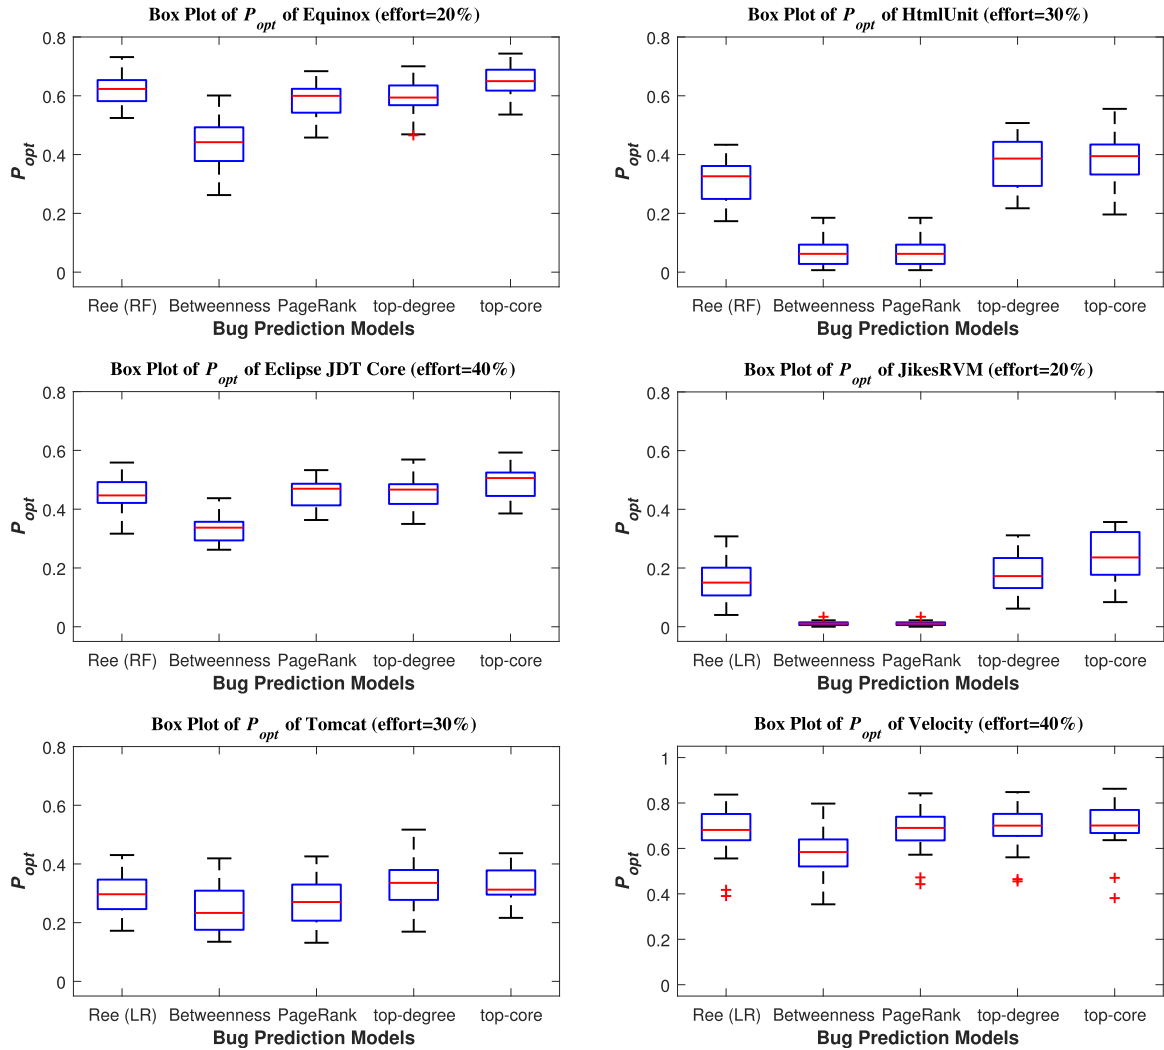 Box Plot of P_opt of Equinox (effort=20%)
0.8
0.6
0.4
0.2
0
P_opt
Ree (RF) Betweenness PageRank top-degree top-core
Bug Prediction Models
Box Plot of P_opt of HtmlUnit (effort=30%)
0.8
0.6
0.4
0.2
0
P_opt
Ree (RF) Betweenness PageRank top-degree top-core
Bug Prediction Models
Box Plot of P_opt of Eclipse JDT Core (effort=40%)
0.8
0.6
0.4
0.2
0
P_opt
Ree (RF) Betweenness PageRank top-degree top-core
Bug Prediction Models
Box Plot of P_opt of JikesRVM (effort=20%)
0.8
0.6
0.4
0.2
0
P_opt
Ree (LR) Betweenness PageRank top-degree top-core
Bug Prediction Models
Box Plot of P_opt of Tomcat (effort=30%)
0.8
0.6
0.4
0.2
0
P_opt
Ree (LR) Betweenness PageRank top-degree top-core
Bug Prediction Models
Box Plot of P_opt of Velocity (effort=40%)
1
0.8
0.6
0.4
0.2
0
P_opt
Ree (LR) Betweenness PageRank top-degree top-core
Bug Prediction Models